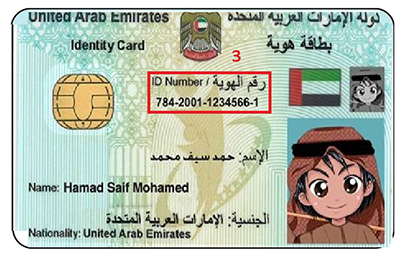 United Arab Emirates دولة الإمارات العربية المتحدة
Identity Card بطاقة هوية
3
ID Number / رقم الهوية
784-2001-1234566-1
الإسم: حمد سيف محمد
Name: Hamad Saif Mohamed
الجنسية: الإمارات العربية المتحدة
Nationality: United Arab Emirates